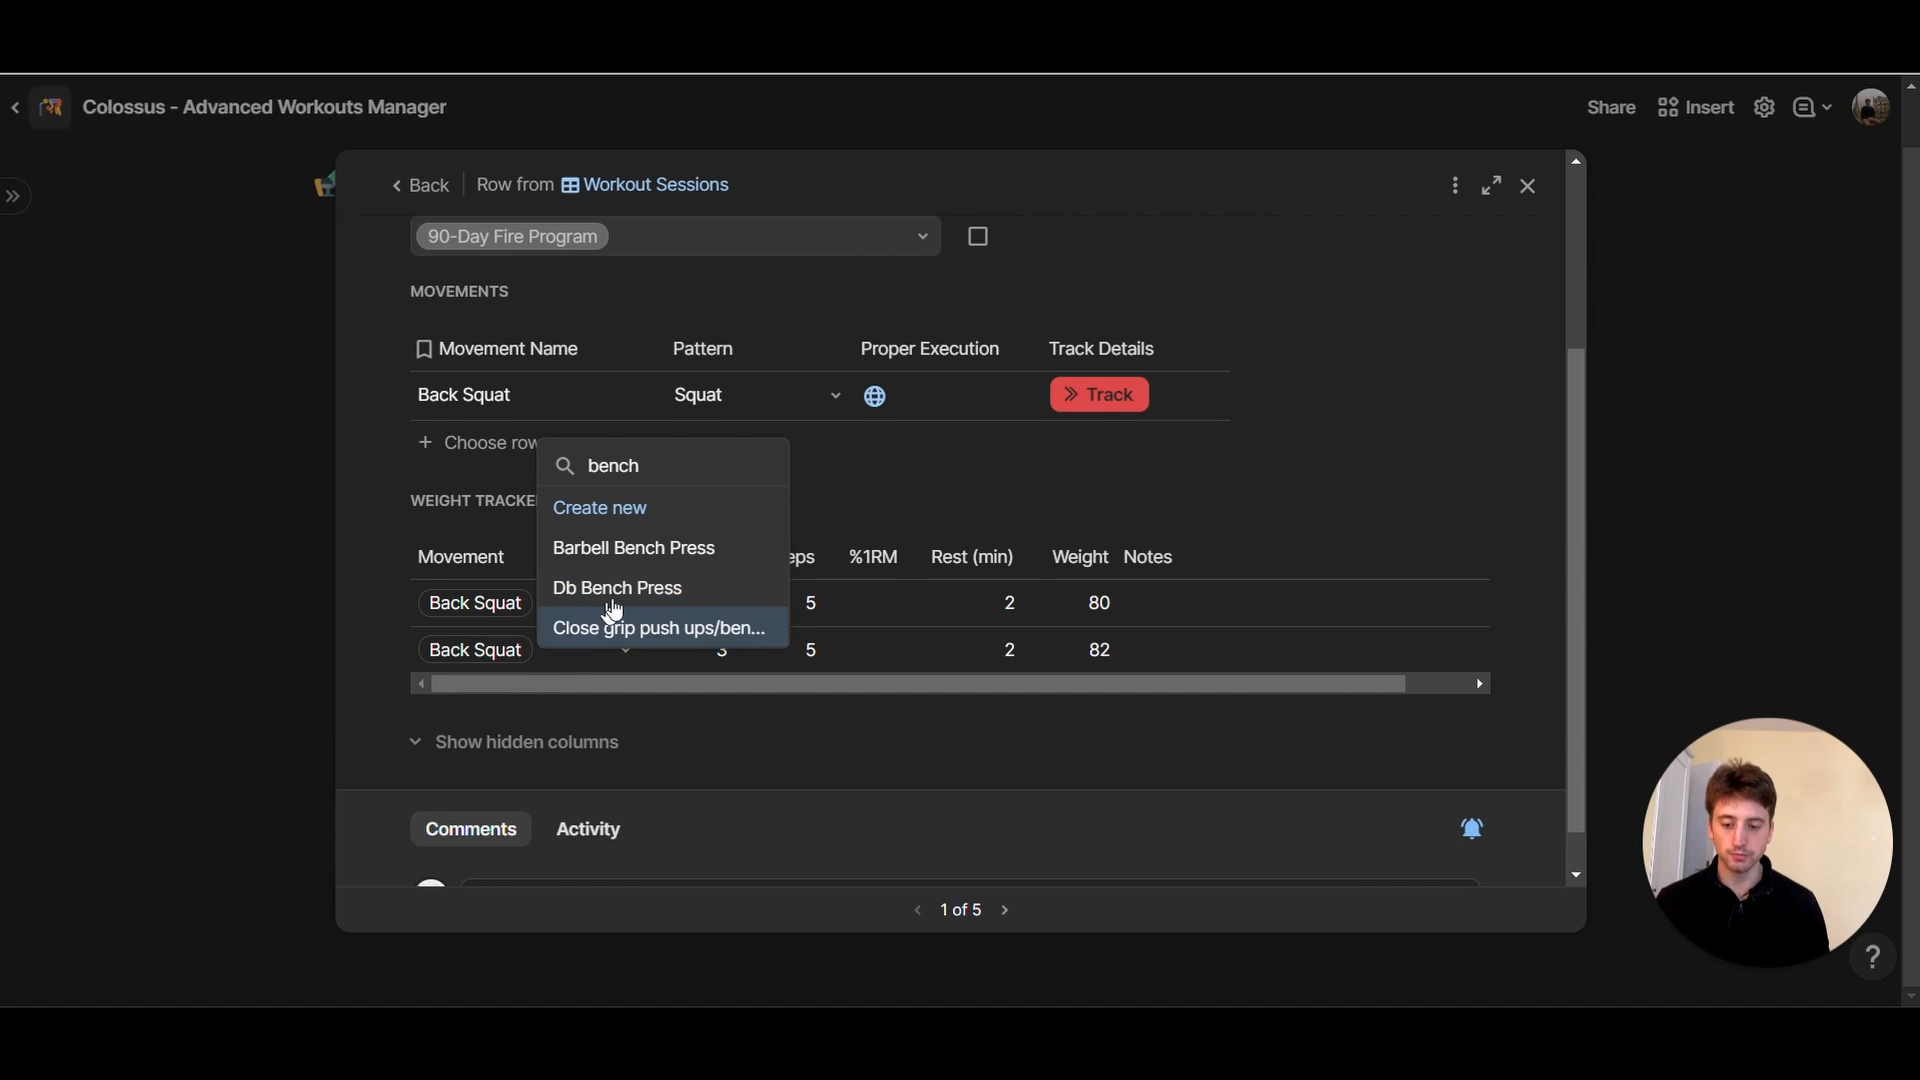 Colossus - Advanced Workouts Manager
Share Insert
Back Row from Workout Sessions
90-Day Fire Program
MOVEMENTS
Movement Name Pattern Proper Execution Track Details
Back Squat Squat Track
+ Choose row
bench
Create new
Barbell Bench Press
Db Bench Press
Close grip push ups/ben...
WEIGHT TRACKE
Movement eps %1RM Rest (min) Weight Notes
Back Squat 5 2 80
Back Squat 3 5 2 82
Show hidden columns
Comments Activity
1 of 5
?